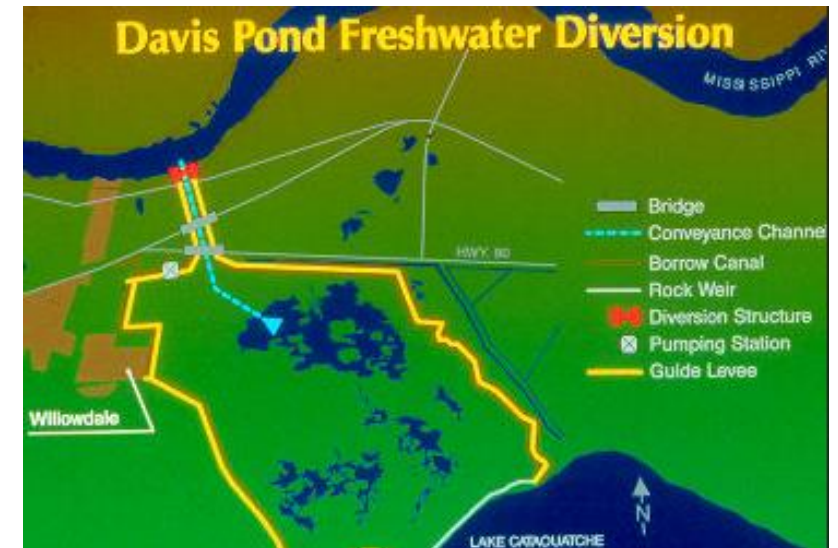 Davis Pond Freshwater Diversion
MISSISSIPPI RIV
Bridge
Conveyance Channel
HWY. 90
Borrow Canal
Rock Weir
Diversion Structure
Pumping Station
Guide Levee
Willowdale
N
LAKE CATAOUATCHE